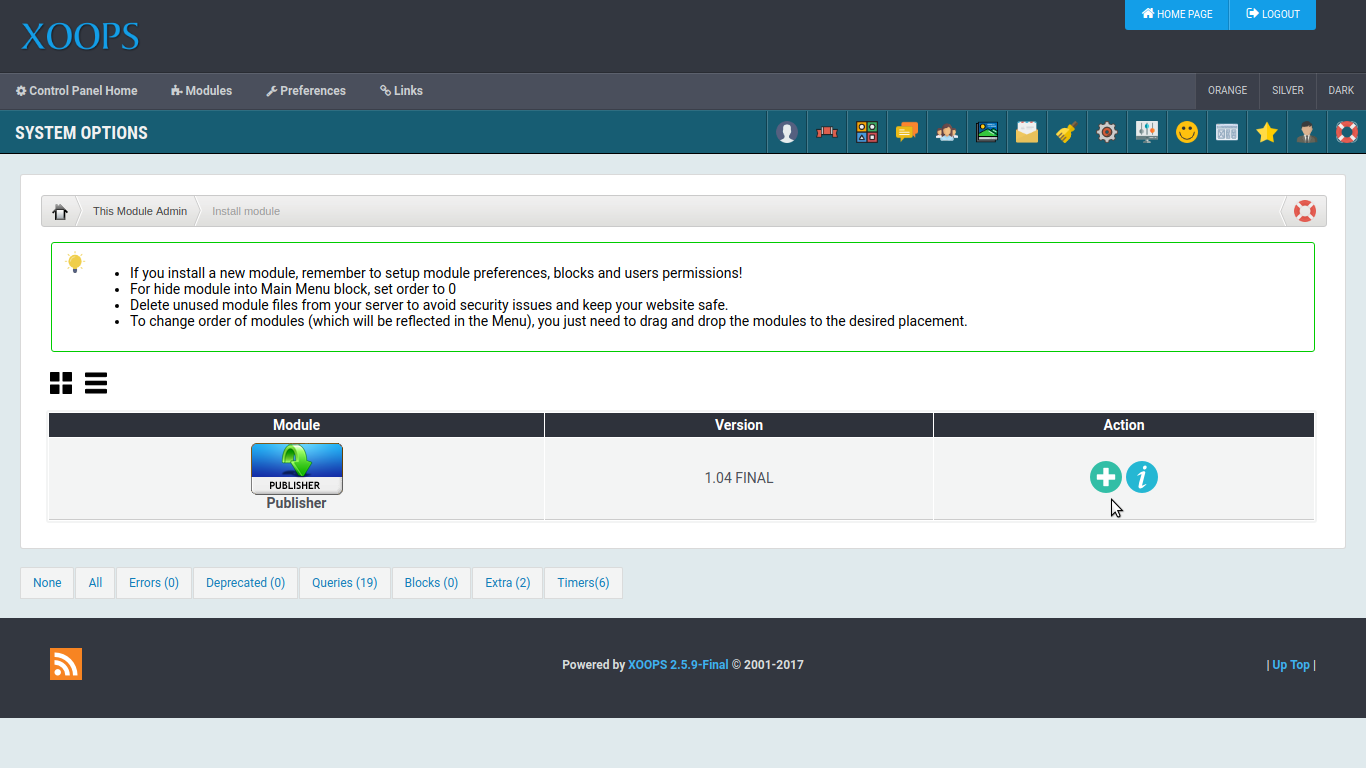 XOOPS
HOME PAGE
LOGOUT
Control Panel Home
Modules
Preferences
Links
ORANGE
SILVER
DARK
SYSTEM OPTIONS
This Module Admin
Install module
If you install a new module, remember to setup module preferences, blocks and users permissions!
For hide module into Main Menu block, set order to 0
Delete unused module files from your server to avoid security issues and keep your website safe.
To change order of modules (which will be reflected in the Menu), you just need to drag and drop the modules to the desired placement.
Module
Version
Action
PUBLISHER
Publisher
1.04 FINAL
None
All
Errors (0)
Deprecated (0)
Queries (19)
Blocks (0)
Extra (2)
Timers(6)
Powered by XOOPS 2.5.9-Final © 2001-2017
| Up Top |